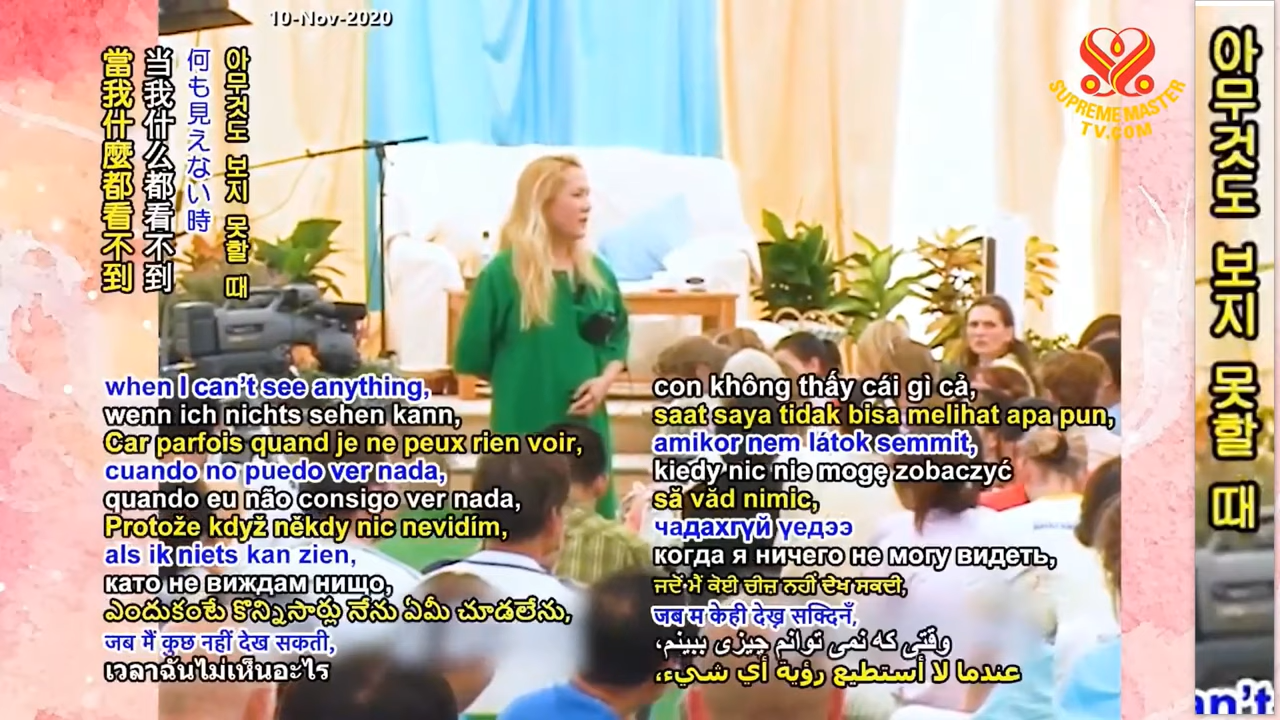 10-Nov-2020
當我什麼都看不到
当我什么都看不到
何も見えない時
아무것도 보지 못할 때
SUPREME MASTER
TV.COM
when I can't see anything,
wenn ich nichts sehen kann,
Car parfois quand je ne peux rien voir,
cuando no puedo ver nada,
quando eu não consigo ver nada,
Protože když někdy nic nevidím,
als ik niets kan zien,
като не виждам нищо,
ఎందుకంటే కొన్నిసార్లు నేను ఏమీ చూడలేను,
जब मैं कुछ नहीं देख सकती,
เวลาฉันไม่เห็นอะไร
con không thấy cái gì cả,
saat saya tidak bisa melihat apa pun,
amikor nem látok semmit,
kiedy nic nie mogę zobaczyć
să văd nimic,
чадахгүй үедээ
когда я ничего не могу видеть,
ਜਦੋਂ ਮੈਂ ਕੋਈ ਚੀਜ਼ ਨਹੀਂ ਦੇਖ ਸਕਦੀ,
जब म केही देख्न सक्दिनँ,
وقتی که نمی توانم چیزی ببینم،
عندما لا أستطيع رؤية أي شيء،
아무것도 보지 못할 때
an't